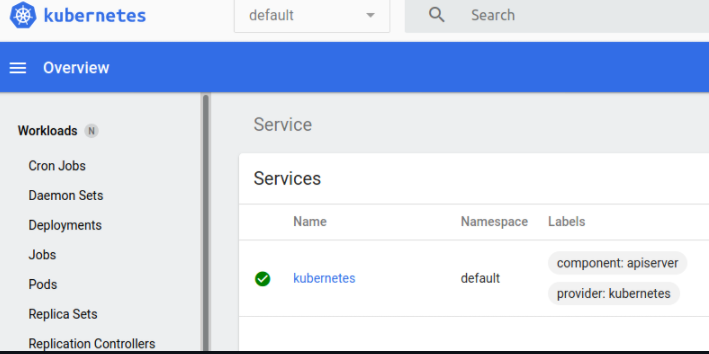 kubernetes
default
Search
Overview
Workloads N
Cron Jobs
Daemon Sets
Deployments
Jobs
Pods
Replica Sets
Replication Controllers
Service
Services
Name Namespace Labels
kubernetes default component: apiserver
provider: kubernetes